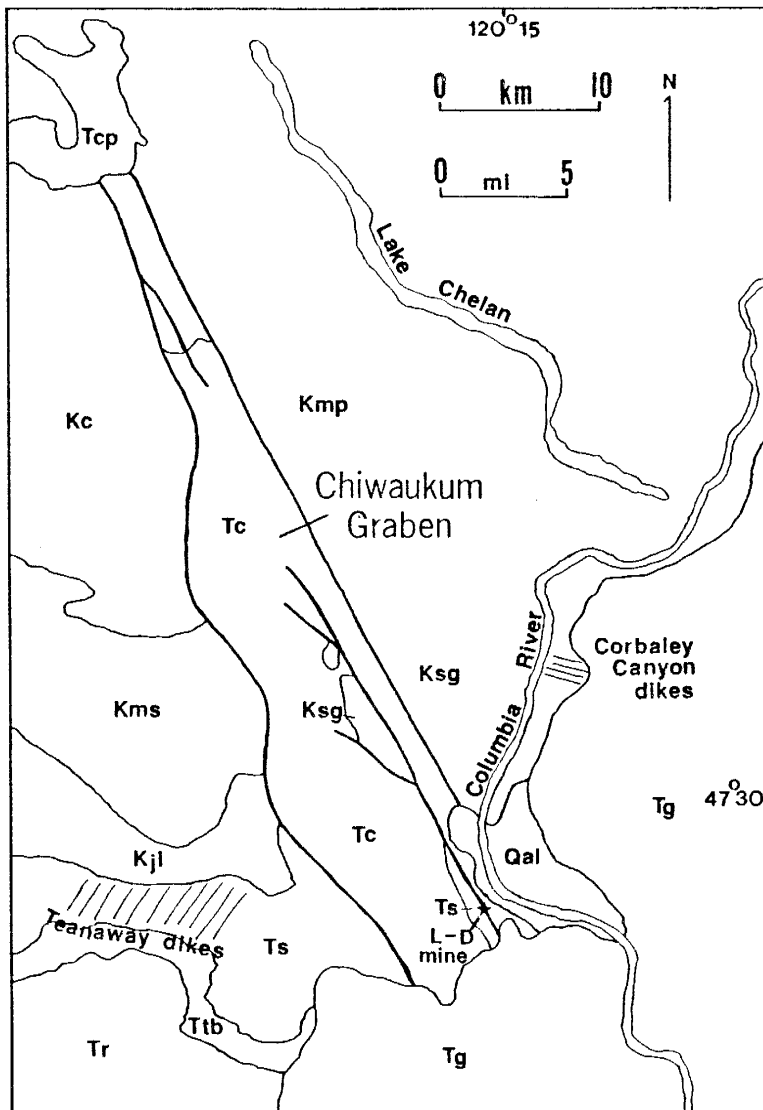 120°15
0 km 10
N
Tcp
0 mi 5
Lake
Chelan
Kc
Kmp
Chiwaukum
Graben
Tc
Columbia River
Corbaley
Canyon
dikes
Ksg
Kms
Ksg
Tg
47°30
Tc
Qal
Kjl
Ts
Teanaway dikes
Ts
L-D
mine
Ttb
Tr
Tg